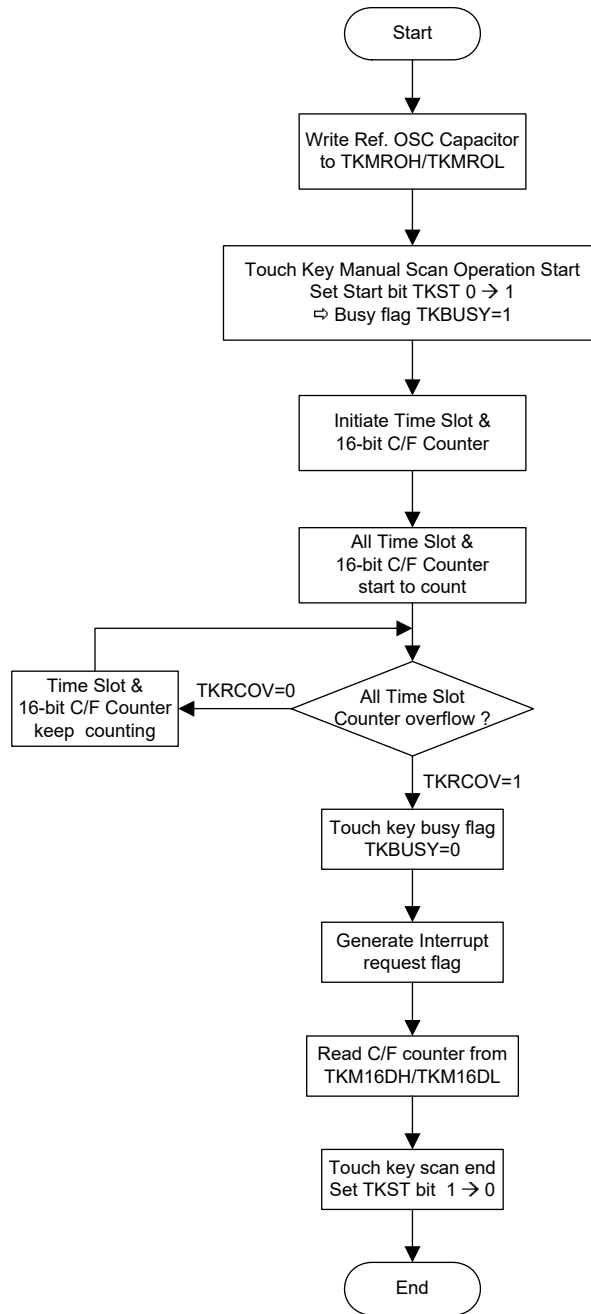 Start
Write Ref. OSC Capacitor
to TKMROH/TKMROL
Touch Key Manual Scan Operation Start
Set Start bit TKST 0 → 1
⇨ Busy flag TKBUSY=1
Initiate Time Slot &
16-bit C/F Counter
All Time Slot &
16-bit C/F Counter
start to count
Time Slot &
16-bit C/F Counter
keep counting
TKRCOV=0
All Time Slot
Counter overflow ?
TKRCOV=1
Touch key busy flag
TKBUSY=0
Generate Interrupt
request flag
Read C/F counter from
TKM16DH/TKM16DL
Touch key scan end
Set TKST bit 1 → 0
End